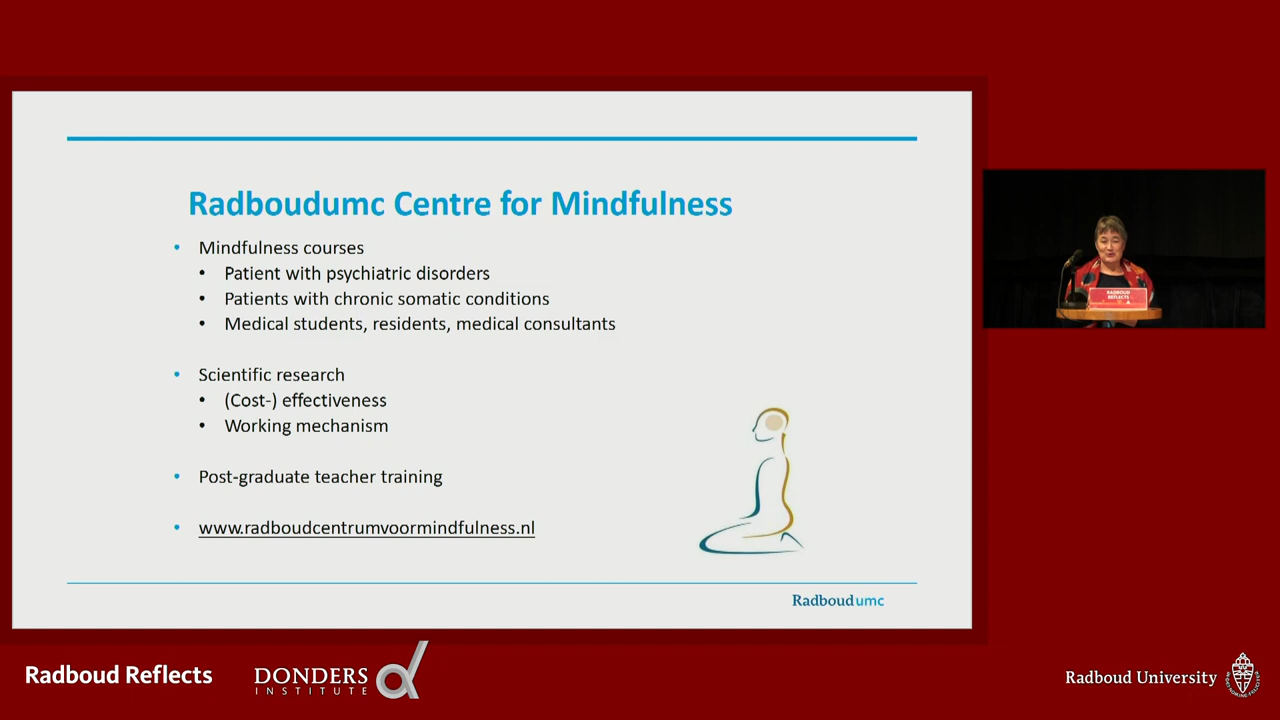 Radboudumc Centre for Mindfulness
• Mindfulness courses
• Patient with psychiatric disorders
• Patients with chronic somatic conditions
• Medical students, residents, medical consultants
• Scientific research
• (Cost-) effectiveness
• Working mechanism
• Post-graduate teacher training
• www.radboudcentrumvoormindfulness.nl
Radboudumc
RADBOUD
REFLECTS
Radboud Reflects
DONDERS
INSTITUTE
Radboud University